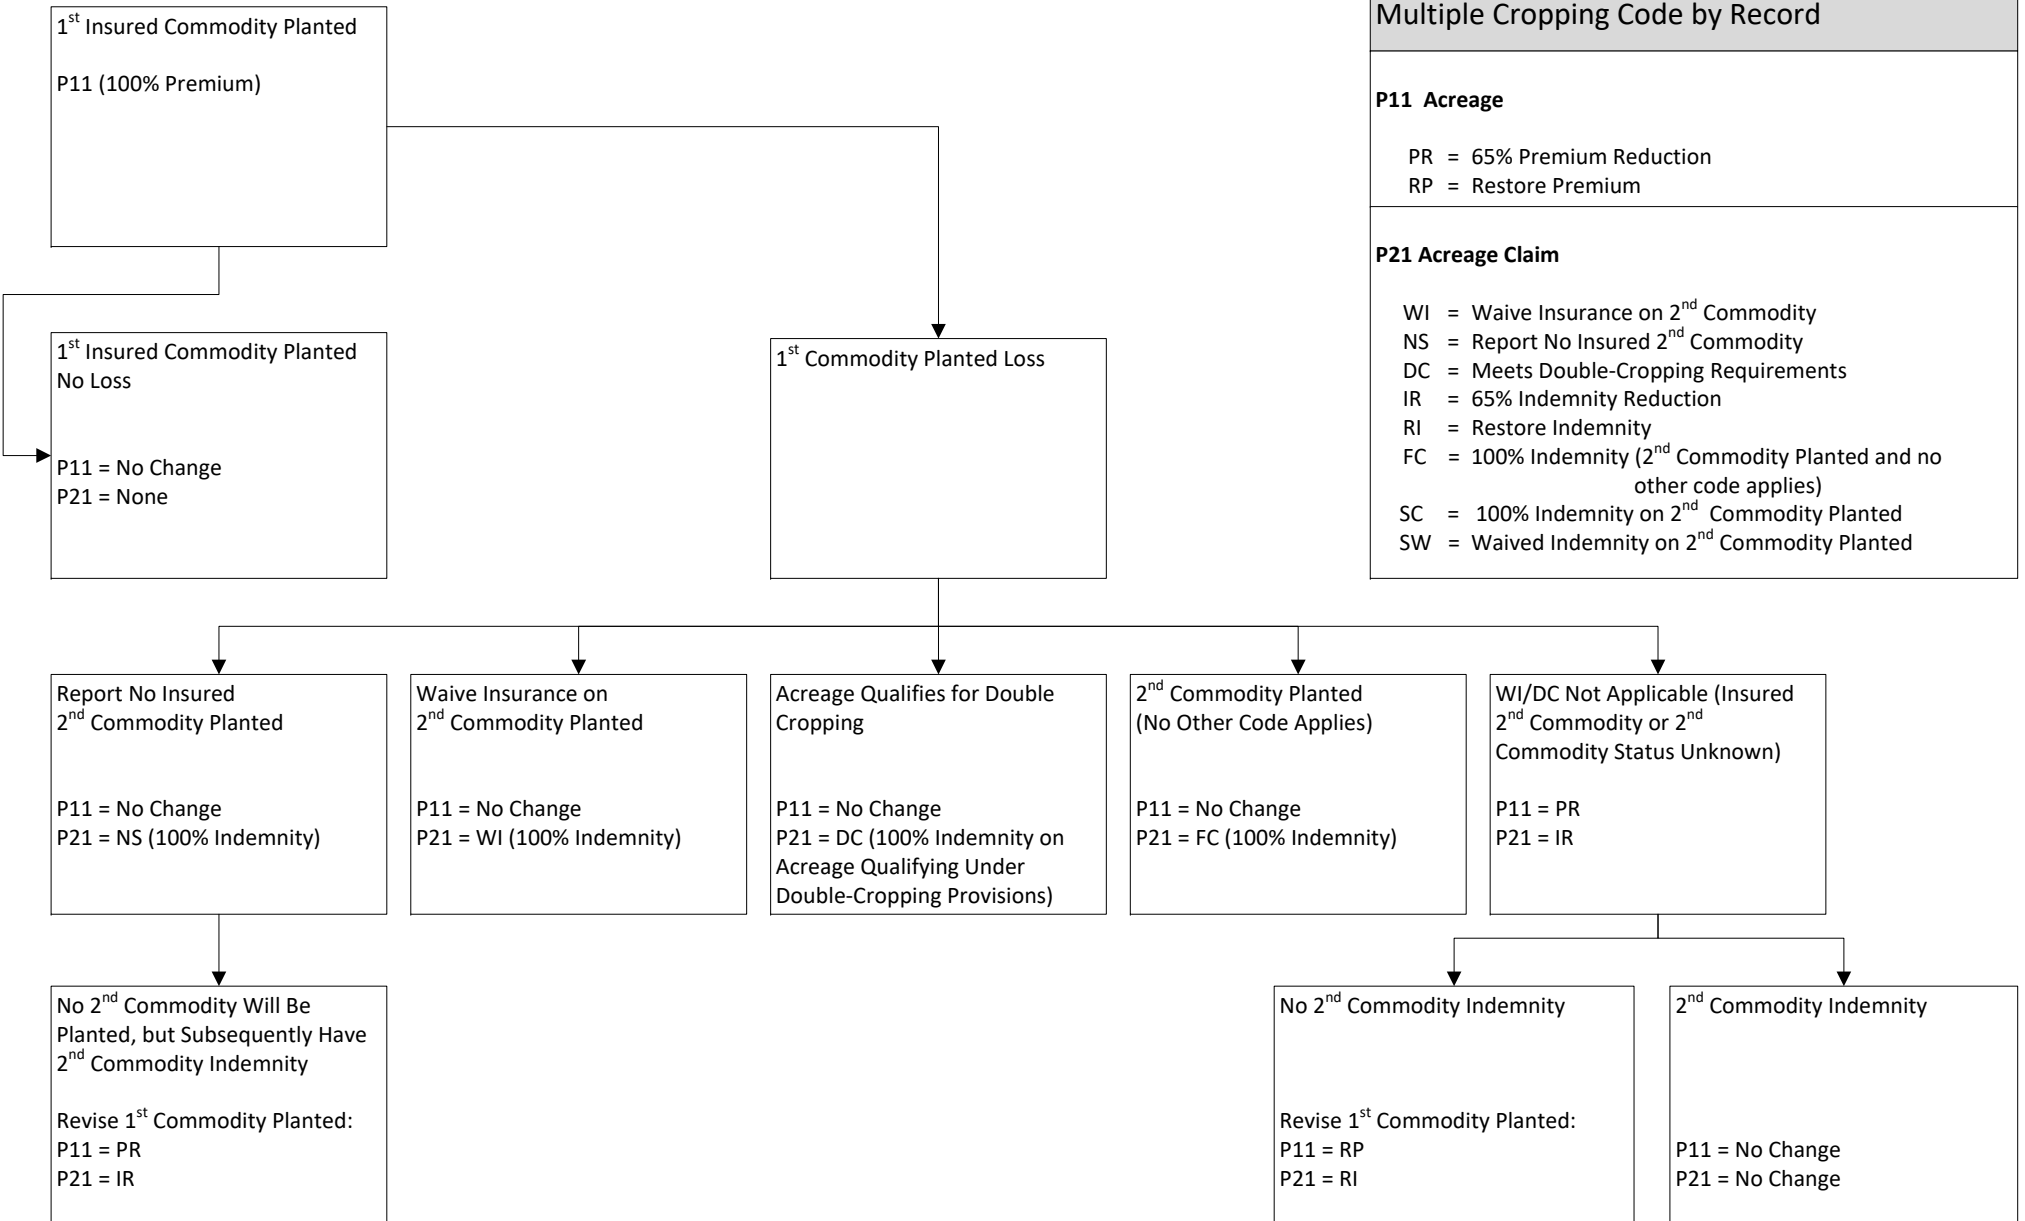 1st Insured Commodity Planted
P11 (100% Premium)
Multiple Cropping Code by Record
P11 Acreage
PR = 65% Premium Reduction
RP = Restore Premium
P21 Acreage Claim
WI = Waive Insurance on 2nd Commodity
NS = Report No Insured 2nd Commodity
DC = Meets Double-Cropping Requirements
IR = 65% Indemnity Reduction
RI = Restore Indemnity
FC = 100% Indemnity (2nd Commodity Planted and no
other code applies)
SC = 100% Indemnity on 2nd Commodity Planted
SW = Waived Indemnity on 2nd Commodity Planted
1st Insured Commodity Planted
No Loss
P11 = No Change
P21 = None
1st Commodity Planted Loss
Report No Insured
2nd Commodity Planted
P11 = No Change
P21 = NS (100% Indemnity)
Waive Insurance on
2nd Commodity Planted
P11 = No Change
P21 = WI (100% Indemnity)
Acreage Qualifies for Double
Cropping
P11 = No Change
P21 = DC (100% Indemnity on
Acreage Qualifying Under
Double-Cropping Provisions)
2nd Commodity Planted
(No Other Code Applies)
P11 = No Change
P21 = FC (100% Indemnity)
WI/DC Not Applicable (Insured
2nd Commodity or 2nd
Commodity Status Unknown)
P11 = PR
P21 = IR
No 2nd Commodity Will Be
Planted, but Subsequently Have
2nd Commodity Indemnity
Revise 1st Commodity Planted:
P11 = PR
P21 = IR
No 2nd Commodity Indemnity
Revise 1st Commodity Planted:
P11 = RP
P21 = RI
2nd Commodity Indemnity
P11 = No Change
P21 = No Change